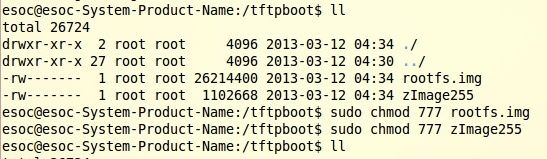 esoc@esoc-System-Product-Name:/tftpboot$ ll
total 26724
drwxr-xr-x  2 root root     4096 2013-03-12 04:34 ./
drwxr-xr-x 27 root root     4096 2013-03-12 04:30 ../
-rw-------  1 root root 26214400 2013-03-12 04:34 rootfs.img
-rw-------  1 root root  1102668 2013-03-12 04:34 zImage255
esoc@esoc-System-Product-Name:/tftpboot$ sudo chmod 777 rootfs.img
esoc@esoc-System-Product-Name:/tftpboot$ sudo chmod 777 zImage255
esoc@esoc-System-Product-Name:/tftpboot$ ll